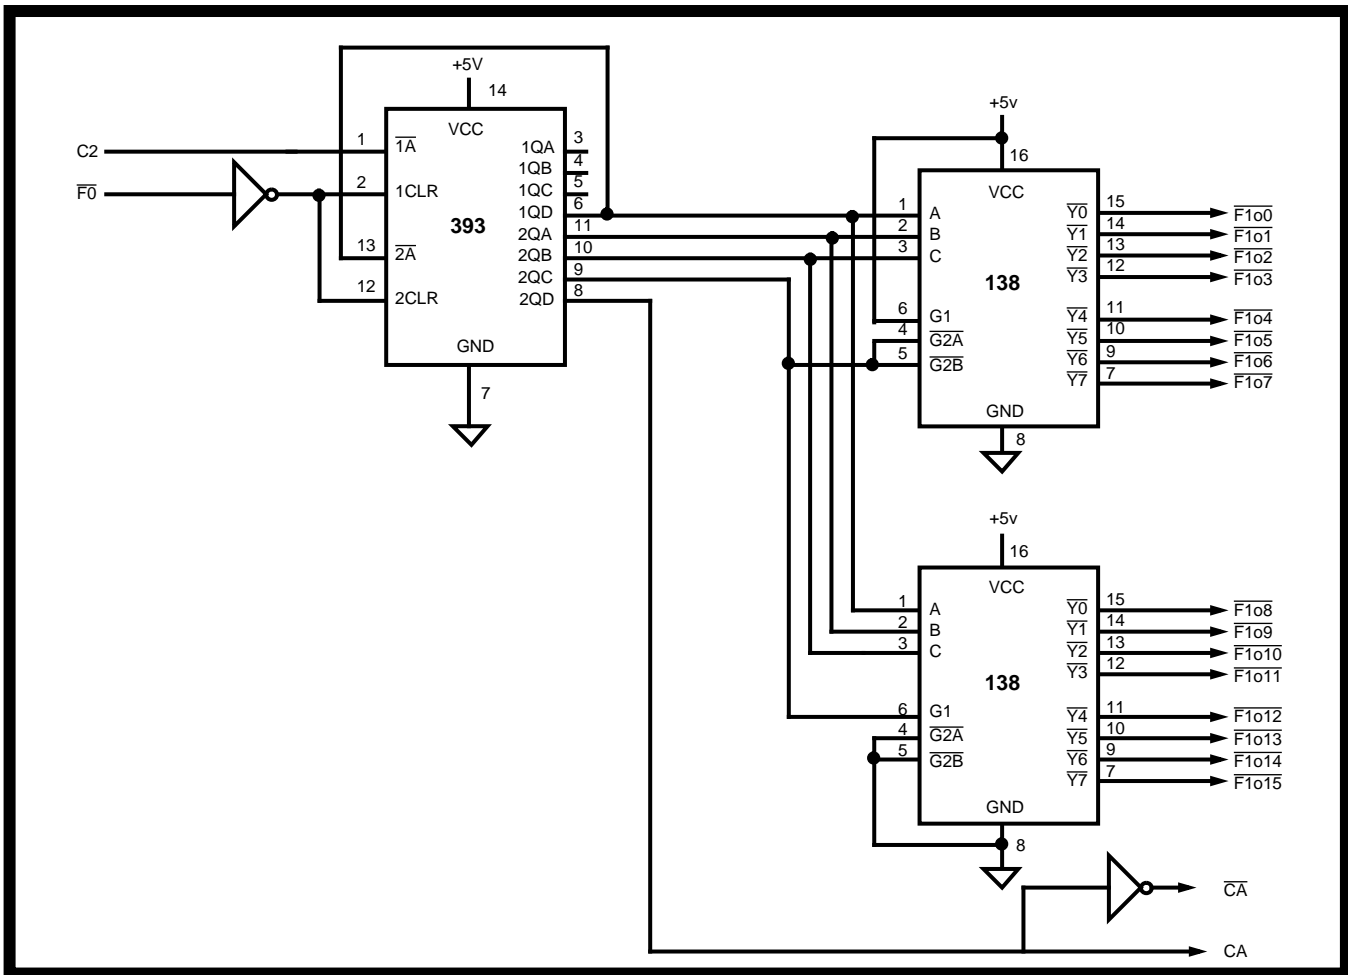 +5V
14
VCC
C2
1
1A
1QA
3
1QB
4
F0
2
1CLR
1QC
5
1QD
6
393
2QA
11
13
2A
2QB
10
2QC
9
12
2CLR
2QD
8
GND
7
+5v
16
VCC
1
A
Y0
15
F1o0
2
B
Y1
14
F1o1
3
C
Y2
13
F1o2
Y3
12
F1o3
138
6
G1
Y4
11
F1o4
4
G2A
Y5
10
F1o5
5
G2B
Y6
9
F1o6
Y7
7
F1o7
GND
8
+5v
16
VCC
1
A
Y0
15
F1o8
2
B
Y1
14
F1o9
3
C
Y2
13
F1o10
Y3
12
F1o11
138
6
G1
Y4
11
F1o12
4
G2A
Y5
10
F1o13
5
G2B
Y6
9
F1o14
Y7
7
F1o15
GND
8
CA
CA